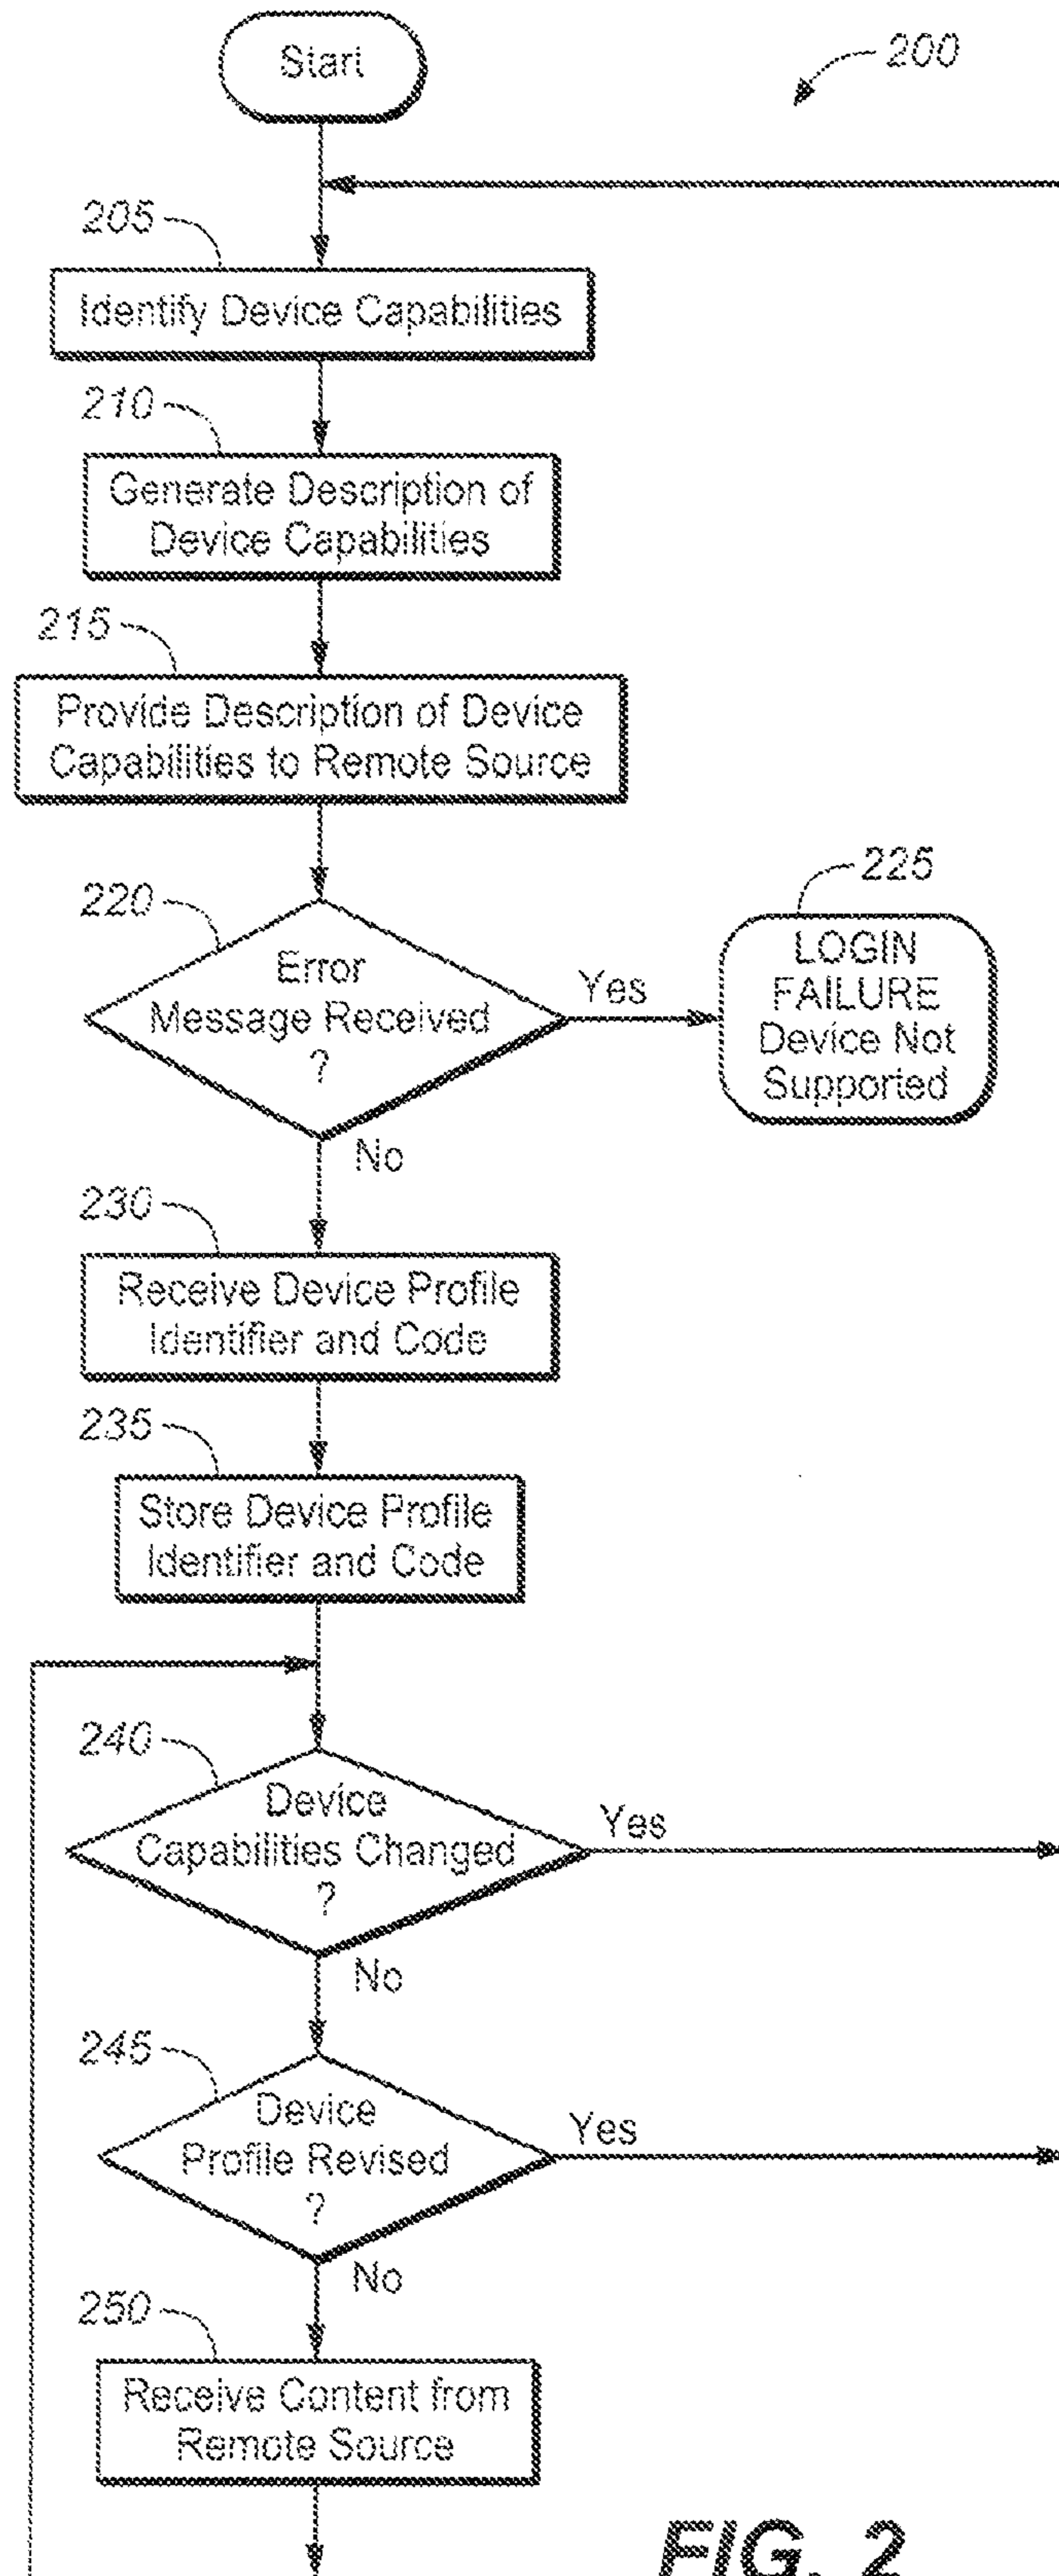 Start
200
205
Identify Device Capabilities
210
Generate Description of
Device Capabilities
215
Provide Description of Device
Capabilities to Remote Source
220
Error
Message Received
?
Yes
225
LOGIN
FAILURE
Device Not
Supported
No
230
Receive Device Profile
Identifier and Code
235
Store Device Profile
Identifier and Code
240
Device
Capabilities Changed
?
Yes
No
245
Device
Profile Revised
?
Yes
No
250
Receive Content from
Remote Source
FIG. 2